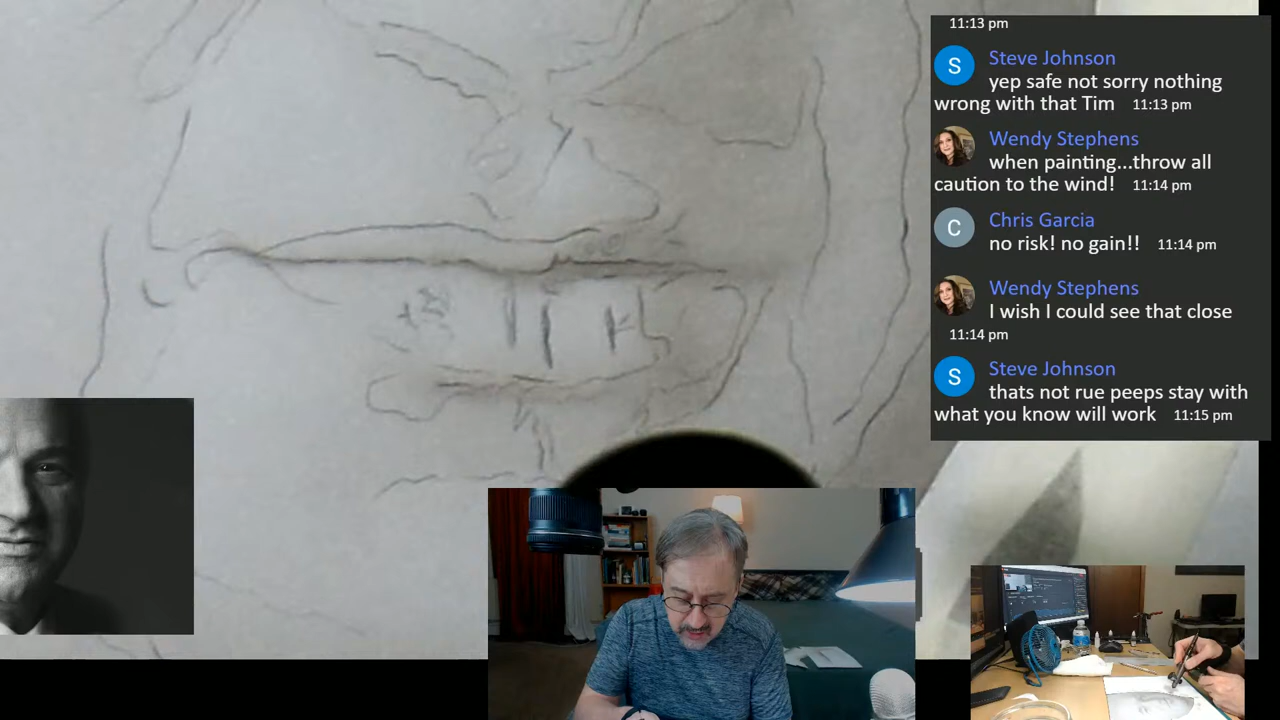 11:13 pm
Steve Johnson
yep safe not sorry nothing
wrong with that Tim 11:13 pm
Wendy Stephens
when painting...throw all
caution to the wind! 11:14 pm
Chris Garcia
no risk! no gain!! 11:14 pm
Wendy Stephens
I wish I could see that close
11:14 pm
Steve Johnson
thats not rue peeps stay with
what you know will work 11:15 pm